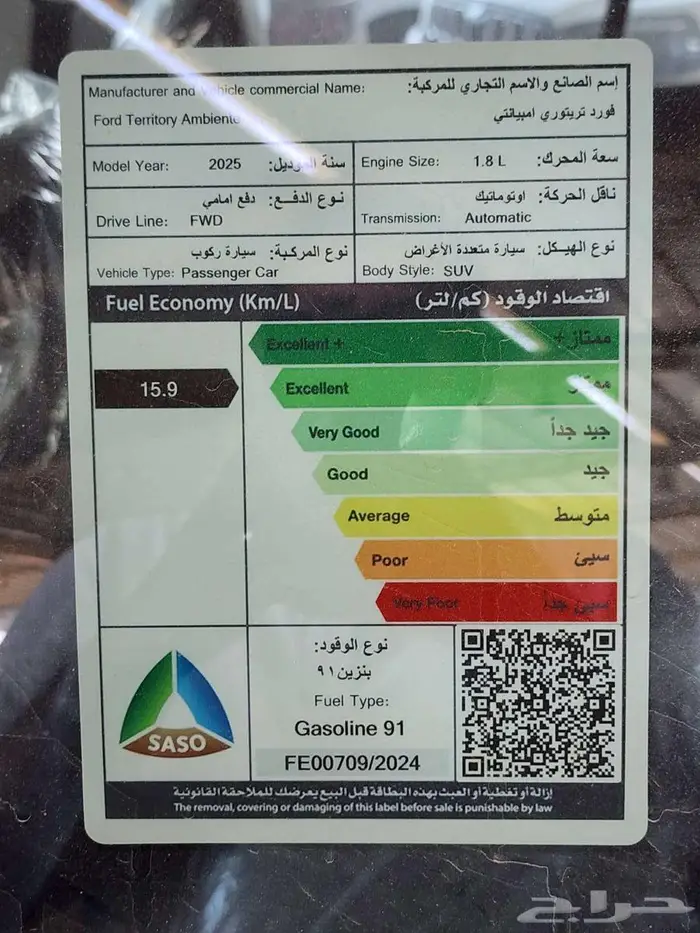 Manufacturer and Vehicle commercial Name: إسم الصانع والاسم التجاري للمركبة:
Ford Territory Ambiente فورد تريتوري امبيانتي
Model Year: 2025 سنة الموديل:
Engine Size: 1.8 L سعة المحرك:
نوع الدفـع: دفع امامي
Drive Line: FWD
ناقل الحركة: اوتوماتيك
Transmission: Automatic
نوع المركبة: سيارة ركوب
Vehicle Type: Passenger Car
نوع الهيكل: سيارة متعددة الأغراض
Body Style: SUV
Fuel Economy (Km/L) اقتصاد الوقود (كم/لتر)
Excellent + ممتاز +
15.9
Excellent ممتاز
Very Good جيد جداً
Good جيد
Average متوسط
Poor سيئ
Very Poor سيئ جداً
SASO
نوع الوقود:
بنزين ٩١
Fuel Type:
Gasoline 91
FE00709/2024
إزالة أو تغطية أو العبث بهذه البطاقة قبل البيع يعرضك للملاحقة القانونية
The removal, covering or damaging of this label before sale is punishable by law
حراج